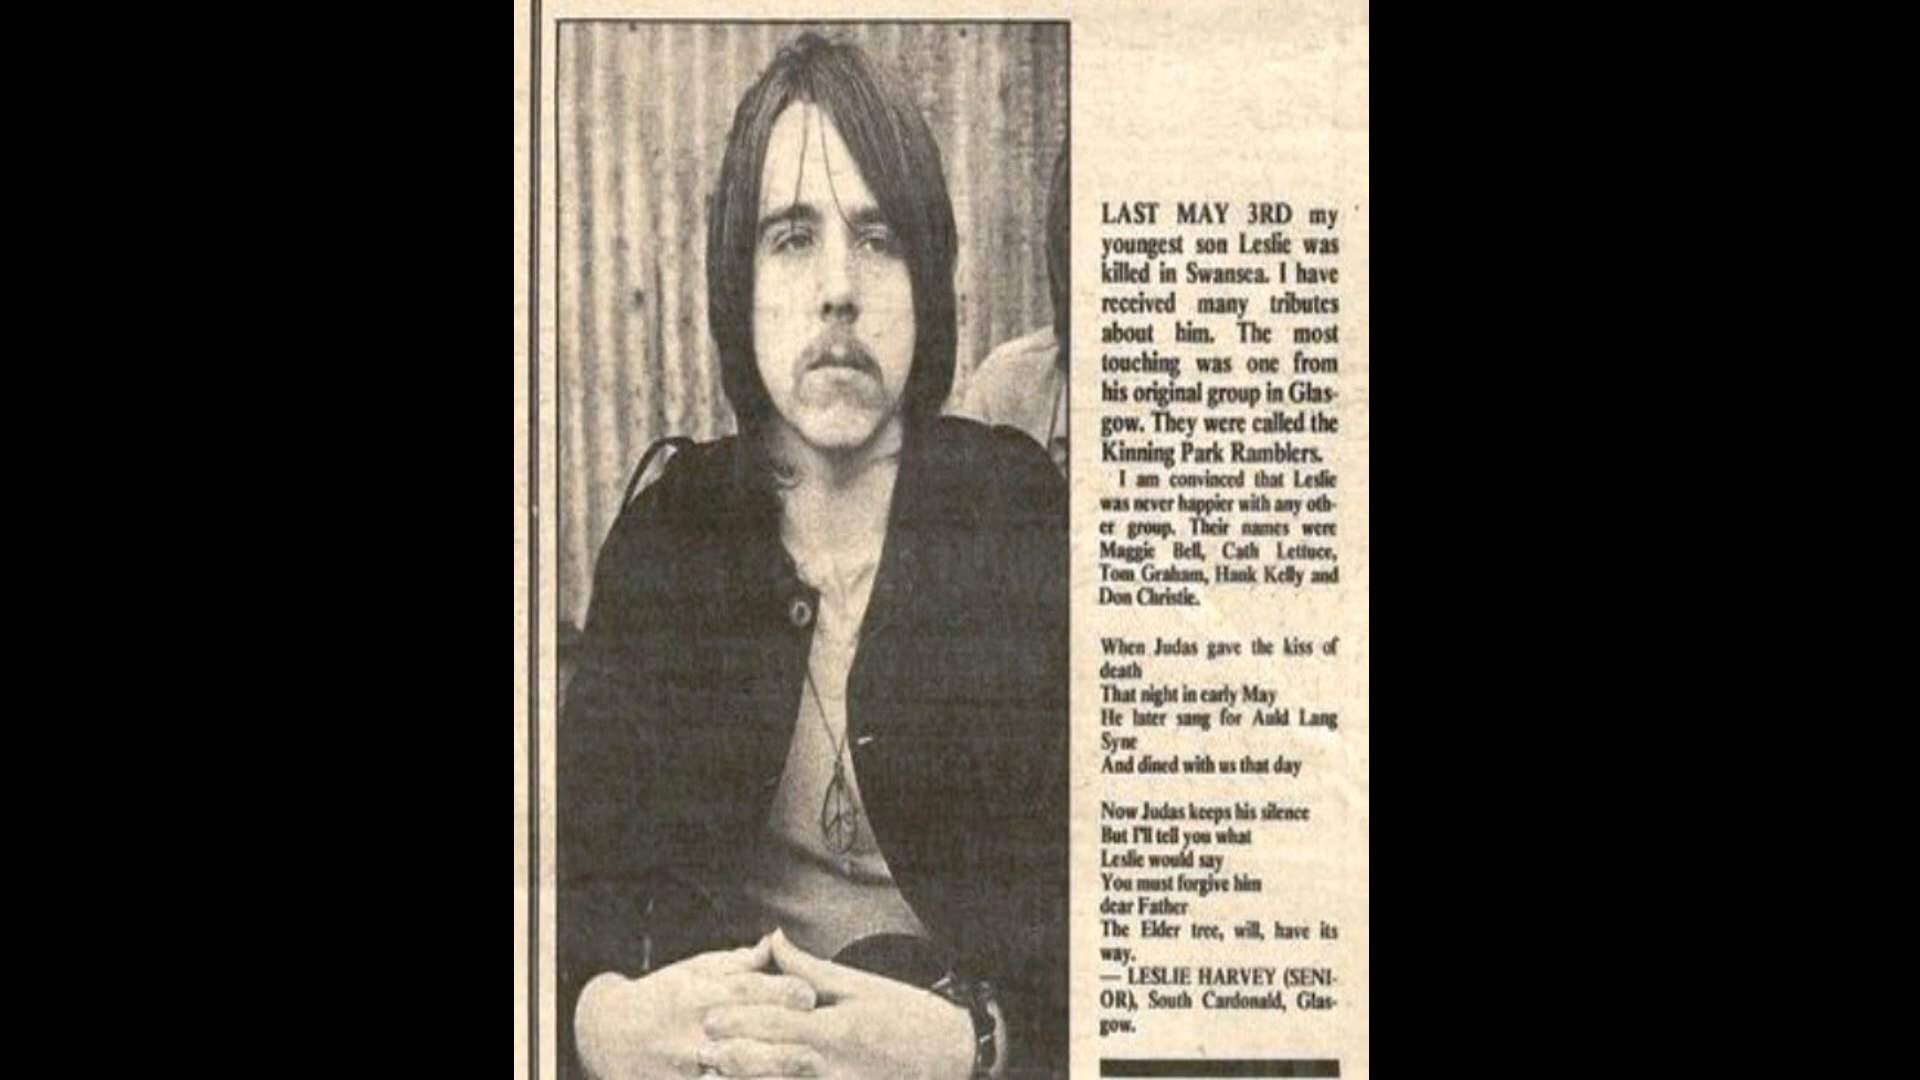 LAST MAY 3RD my
youngest son Leslie was
killed in Swansea. I have
received many tributes
about him. The most
touching was one from
his original group in Glas-
gow. They were called the
Kinning Park Ramblers.
I am convinced that Leslie
was never happier with any oth-
er group. Their names were
Maggie Bell, Cath Lettuce,
Tom Graham, Hank Kelly and
Don Christie.
When Judas gave the kiss of
death
That night in early May
He later sang for Auld Lang
Syne
And dined with us that day
Now Judas keeps his silence
But I'll tell you what
Leslie would say
You must forgive him
dear Father
The Elder tree, will, have its
way.
— LESLIE HARVEY (SENI-
OR), South Cardonald, Glas-
gow.